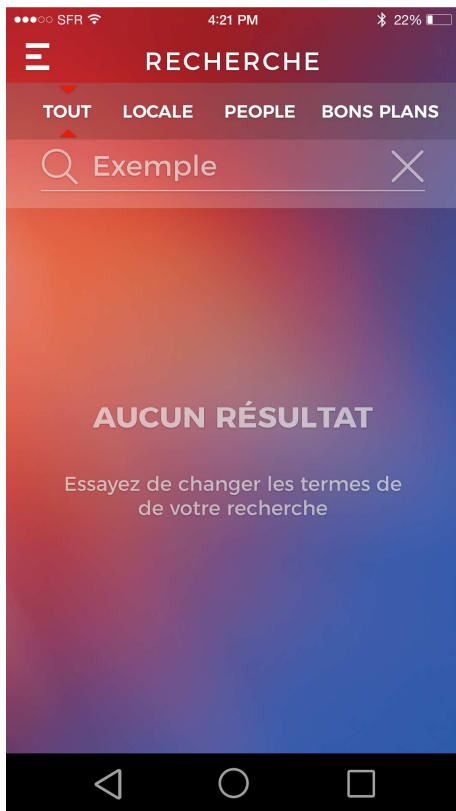 SFR 4:21 PM 22%
RECHERCHE
TOUT LOCALE PEOPLE BONS PLANS
Exemple
AUCUN RÉSULTAT
Essayez de changer les termes de
de votre recherche